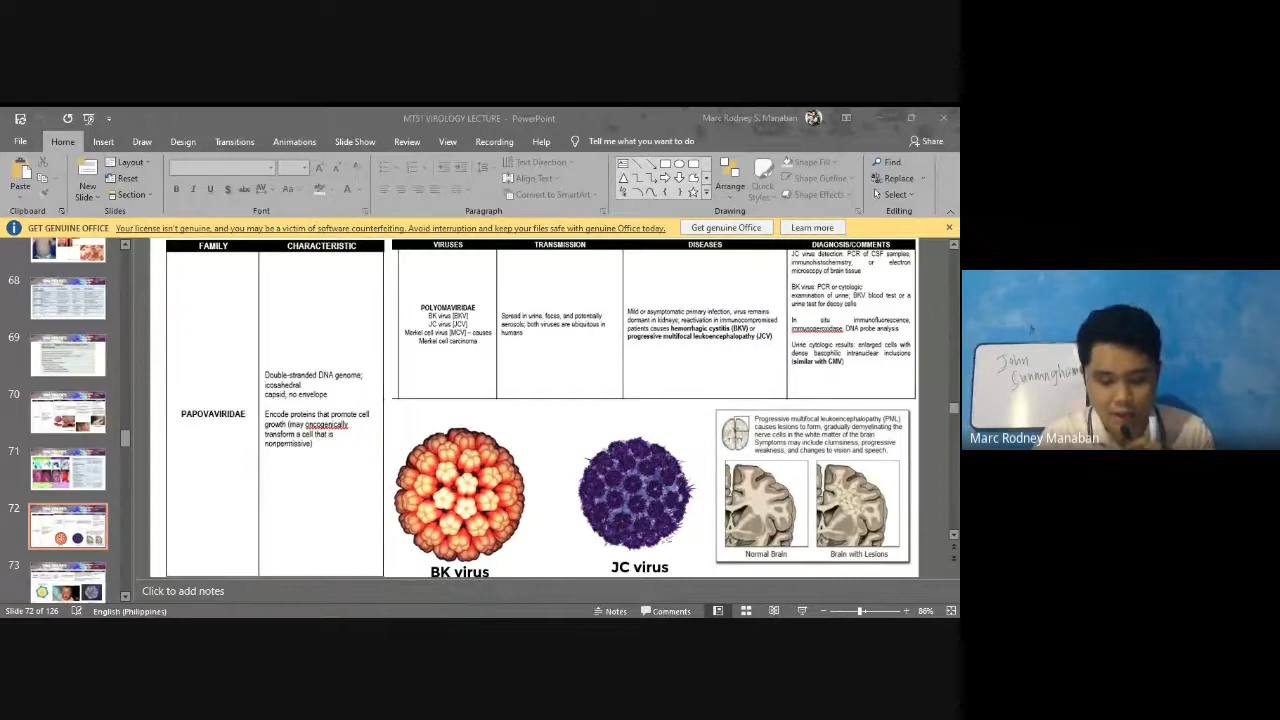 MTS1 VIROLOGY LECTURE - PowerPoint
Marc Rodney S. Manaban
File Home Insert Draw Design Transitions Animations Slide Show Review View Recording Help Tell me what you want to do Share
Paste
New
Slide
Layout
Reset
Section
Text Direction
Align Text
Convert to SmartArt
Arrange
Quick
Styles
Shape Fill
Shape Outline
Shape Effects
Find
Replace
Select
Clipboard Slides Font Paragraph Drawing Editing
GET GENUINE OFFICE Your license isn't genuine, and you may be a victim of software counterfeiting. Avoid interruption and keep your files safe with genuine Office today. Get genuine Office Learn more
68
69
70
71
72
73
FAMILY CHARACTERISTIC VIRUSES TRANSMISSION DISEASES DIAGNOSIS/COMMENTS
PAPOVAVIRIDAE
Double-stranded DNA genome;
icosahedral
capsid, no envelope
Encode proteins that promote cell
growth (may oncogenically
transform a cell that is
nonpermissive)
POLYOMAVIRIDAE
BK virus [BKV]
JC virus [JCV]
Merkel cell virus [MCV] – causes
Merkel cell carcinoma
Spread in urine, feces, and potentially
aerosols; both viruses are ubiquitous in
humans
Mild or asymptomatic primary infection, virus remains
dormant in kidneys; reactivation in immunocompromised
patients causes hemorrhagic cystitis (BKV) or
progressive multifocal leukoencephalopathy (JCV)
JC virus detection: PCR of CSF samples,
immunohistochemistry, or electron
microscopy of brain tissue
BK virus: PCR or cytologic
examination of urine; BKV blood test or a
urine test for decoy cells
In situ immunofluorescence,
immunoperoxidase, DNA probe analysis
Urine cytologic results: enlarged cells with
dense basophilic intranuclear inclusions
(similar with CMV)
BK virus
JC virus
Progressive multifocal leukoencephalopathy (PML)
causes lesions to form, gradually demyelinating the
nerve cells in the white matter of the brain
Symptoms may include clumsiness, progressive
weakness, and changes to vision and speech.
Normal Brain Brain with Lesions
Click to add notes
Slide 72 of 126 English (Philippines) Notes Comments 86%
John
Cunningham
Marc Rodney Manaban